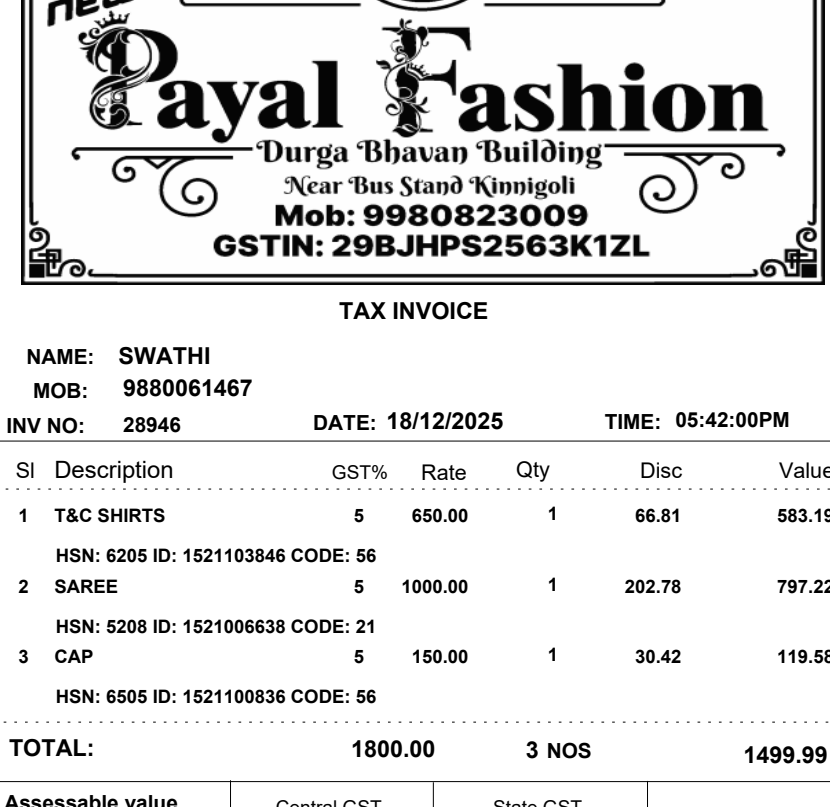 new
Payal Fashion
Durga Bhavan Building
Near Bus Stand Kinnigoli
Mob: 9980823009
GSTIN: 29BJHPS2563K1ZL
TAX INVOICE
NAME: SWATHI
MOB: 9880061467
INV NO: 28946 DATE: 18/12/2025 TIME: 05:42:00PM
Sl Description GST% Rate Qty Disc Value
1 T&C SHIRTS 5 650.00 1 66.81 583.19
HSN: 6205 ID: 1521103846 CODE: 56
2 SAREE 5 1000.00 1 202.78 797.22
HSN: 5208 ID: 1521006638 CODE: 21
3 CAP 5 150.00 1 30.42 119.58
HSN: 6505 ID: 1521100836 CODE: 56
TOTAL: 1800.00 3 NOS 1499.99
Assessable value Central GST State GST